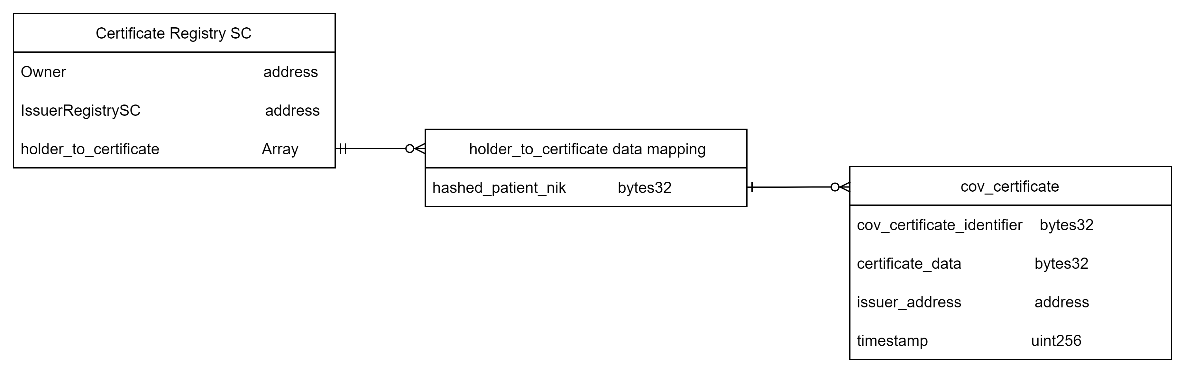 Certificate Registry SC
Owner address
IssuerRegistrySC address
holder_to_certificate Array
holder_to_certificate data mapping
hashed_patient_nik bytes32
cov_certificate
cov_certificate_identifier bytes32
certificate_data bytes32
issuer_address address
timestamp uint256